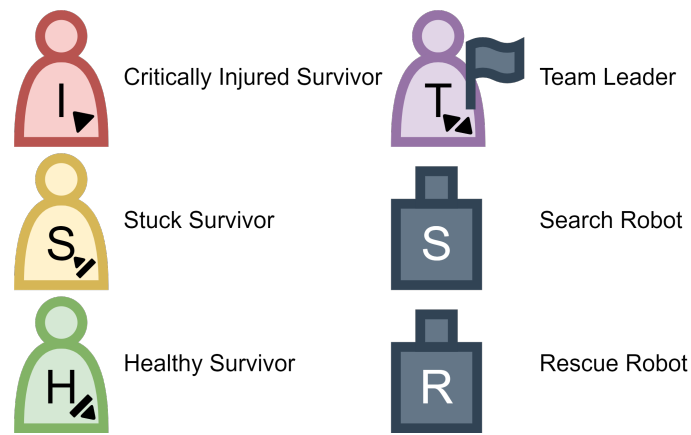 I Critically Injured Survivor
T Team Leader
S Stuck Survivor
S Search Robot
H Healthy Survivor
R Rescue Robot